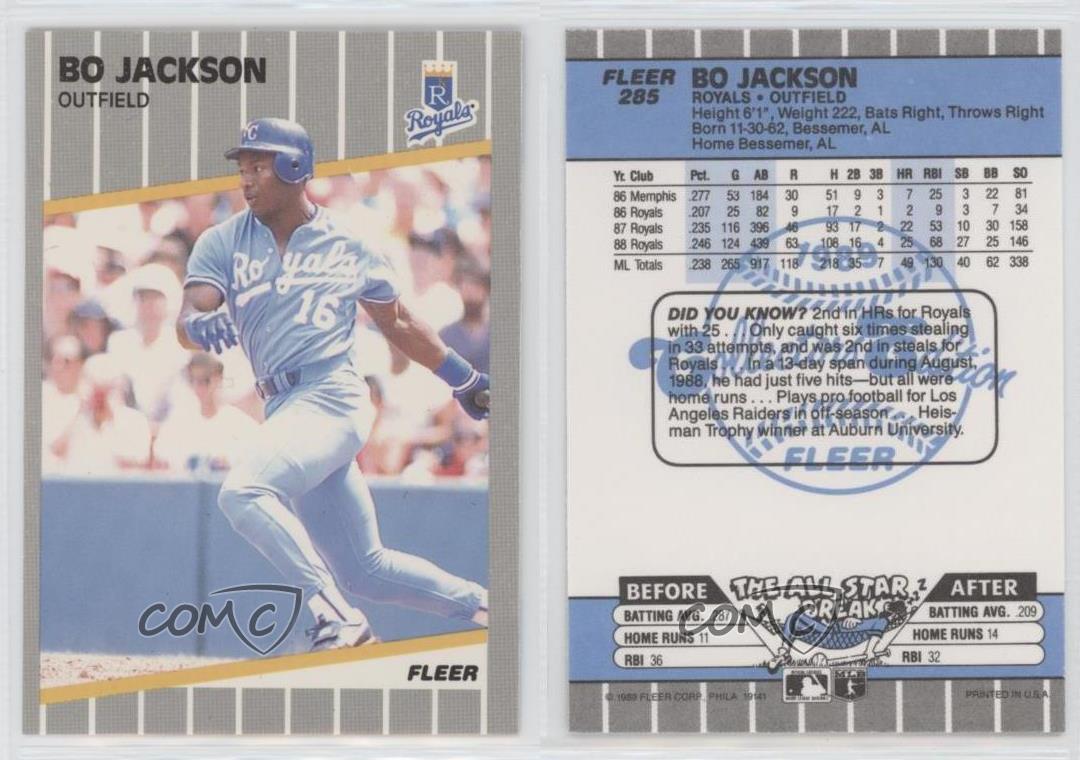 BO JACKSON
OUTFIELD
R
Royals
KC
Royals
16
COMC
FLEER
FLEER
285
BO JACKSON
ROYALS • OUTFIELD
Height 6'1", Weight 222, Bats Right, Throws Right
Born 11-30-62, Bessemer, AL
Home Bessemer, AL
Yr. Club Pct. G AB R H 2B 3B HR RBI SB BB SO
86 Memphis .277 53 184 30 51 9 3 7 25 3 22 81
86 Royals .207 25 82 9 17 2 1 2 9 3 7 34
87 Royals .235 116 396 46 93 17 2 22 53 10 30 158
88 Royals .246 124 439 63 108 16 4 25 68 27 25 146
ML Totals .238 265 917 118 218 35 7 49 130 40 62 338
1989
DID YOU KNOW? 2nd in HRs for Royals
with 25 . . . Only caught six times stealing
in 33 attempts, and was 2nd in steals for
Royals . . . In a 13-day span during August,
1988, he had just five hits—but all were
home runs . . . Plays pro football for Los
Angeles Raiders in off-season . . . Heis-
man Trophy winner at Auburn University.
FLEER
BEFORE THE ALL STAR BREAK AFTER
BATTING AVG. .287 BATTING AVG. .209
HOME RUNS 11 HOME RUNS 14
RBI 36 RBI 32
COMC
© 1989 FLEER CORP., PHILA. 19141 PRINTED IN U.S.A.